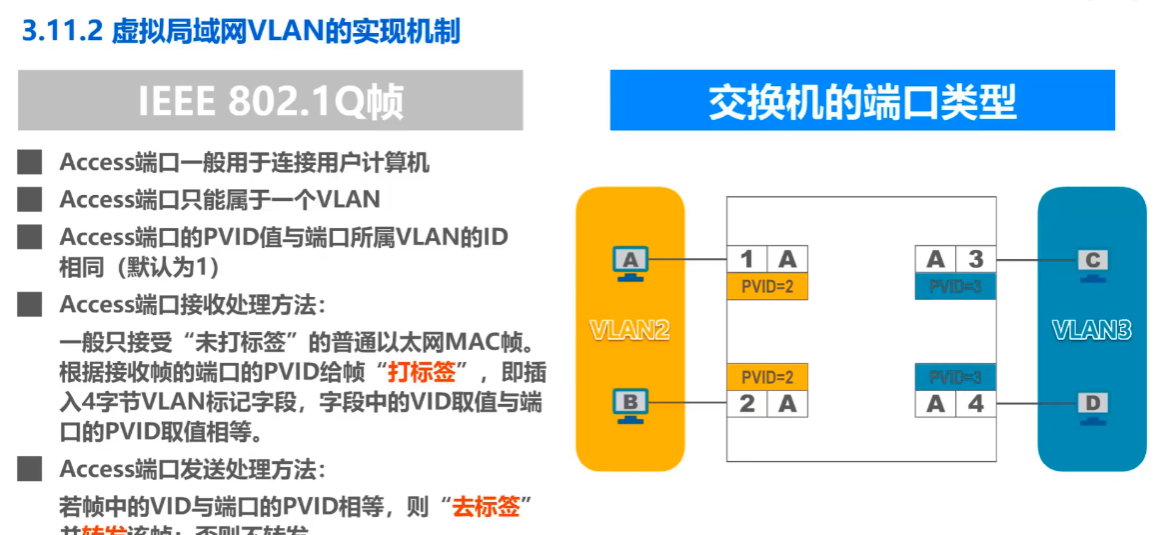 3.11.2 虚拟局域网VLAN的实现机制
IEEE 802.1Q帧
Access端口一般用于连接用户计算机
Access端口只能属于一个VLAN
Access端口的PVID值与端口所属VLAN的ID
相同（默认为1）
Access端口接收处理方法：
一般只接受“未打标签”的普通以太网MAC帧。
根据接收帧的端口的PVID给帧“打标签”，即插
入4字节VLAN标记字段，字段中的VID取值与端
口的PVID取值相等。
Access端口发送处理方法：
若帧中的VID与端口的PVID相等，则“去标签”
并转发该帧；否则不转发
交换机的端口类型
A 1 A A 3 C
PVID=2 PVID=3
VLAN2 VLAN3
PVID=2 PVID=3
B 2 A A 4 D